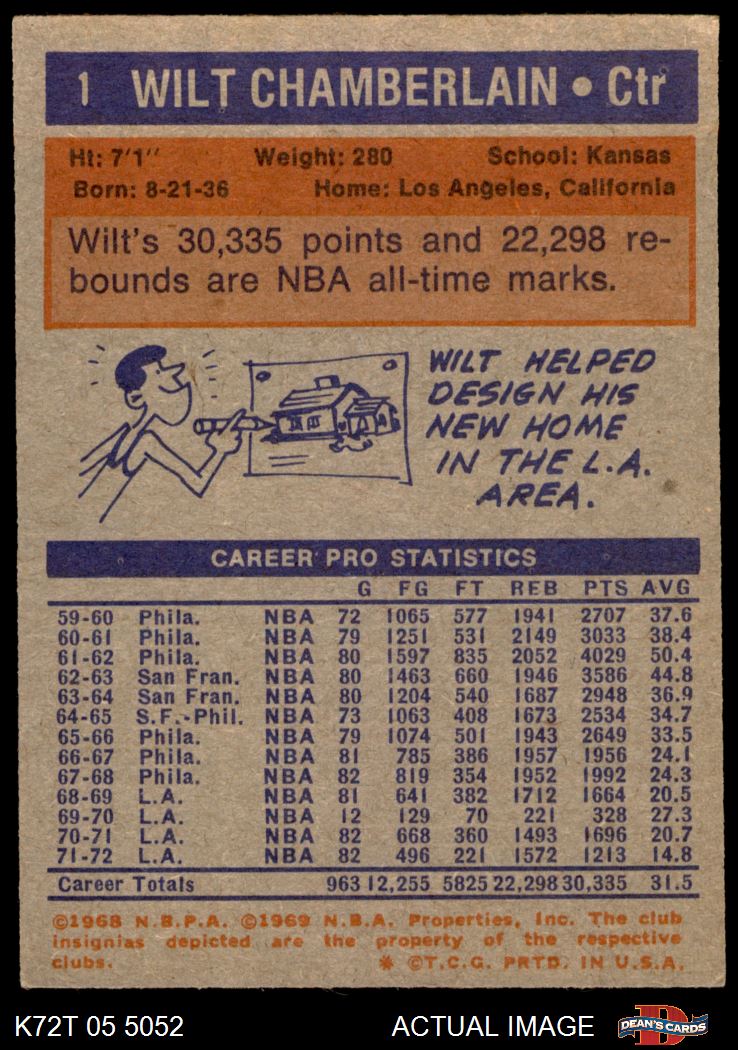 1 WILT CHAMBERLAIN • Ctr
Ht: 7'1" Weight: 280 School: Kansas
Born: 8-21-36 Home: Los Angeles, California
Wilt's 30,335 points and 22,298 re-
bounds are NBA all-time marks.
WILT HELPED
DESIGN HIS
NEW HOME
IN THE L.A.
AREA.
CAREER PRO STATISTICS
G FG FT REB PTS AVG
59-60 Phila. NBA 72 1065 577 1941 2707 37.6
60-61 Phila. NBA 79 1251 531 2149 3033 38.4
61-62 Phila. NBA 80 1597 835 2052 4029 50.4
62-63 San Fran. NBA 80 1463 660 1946 3586 44.8
63-64 San Fran. NBA 80 1204 540 1687 2948 36.9
64-65 S.F.-Phil. NBA 73 1063 408 1673 2534 34.7
65-66 Phila. NBA 79 1074 501 1943 2649 33.5
66-67 Phila. NBA 81 785 386 1957 1956 24.1
67-68 Phila. NBA 82 819 354 1952 1992 24.3
68-69 L.A. NBA 81 641 382 1712 1664 20.5
69-70 L.A. NBA 12 129 70 221 328 27.3
70-71 L.A. NBA 82 668 360 1493 1696 20.7
71-72 L.A. NBA 82 496 221 1572 1213 14.8
Career Totals 963 12,255 5825 22,298 30,335 31.5
©1968 N.B.P.A. ©1969 N.B.A. Properties, Inc. The club
insignias depicted are the property of the respective
clubs. * ©T.C.G. PRTD. IN U.S.A.
K72T 05 5052 ACTUAL IMAGE DEAN'S CARDS